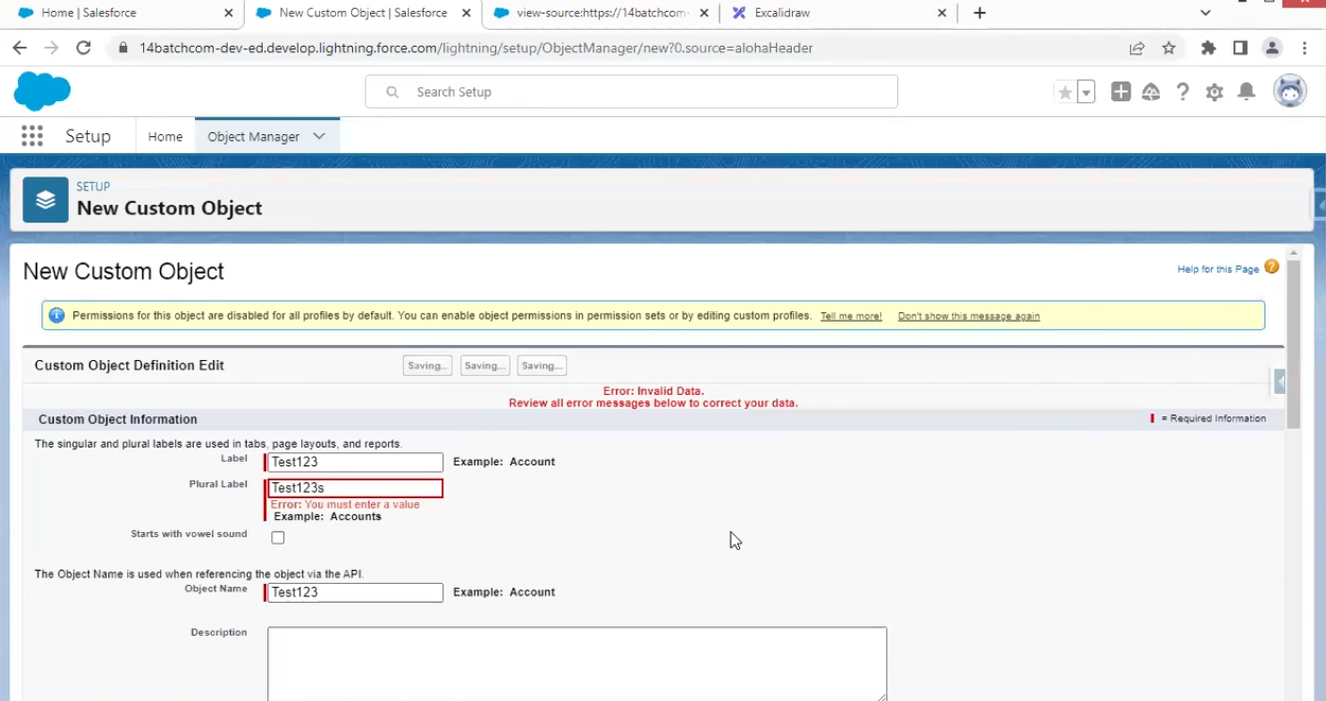 Home | Salesforce
New Custom Object | Salesforce
view-source:https://14batchcom-
Excalidraw
14batchcom-dev-ed.develop.lightning.force.com/lightning/setup/ObjectManager/new?0.source=alohaHeader
Search Setup
Setup
Home
Object Manager
SETUP
New Custom Object
New Custom Object
Help for this Page
Permissions for this object are disabled for all profiles by default. You can enable object permissions in permission sets or by editing custom profiles. Tell me more! Don't show this message again
Custom Object Definition Edit
Saving... Saving... Saving...
Error: Invalid Data.
Review all error messages below to correct your data.
Custom Object Information
= Required Information
The singular and plural labels are used in tabs, page layouts, and reports.
Label Test123 Example: Account
Plural Label Test123s
Error: You must enter a value
Example: Accounts
Starts with vowel sound
The Object Name is used when referencing the object via the API.
Object Name Test123 Example: Account
Description